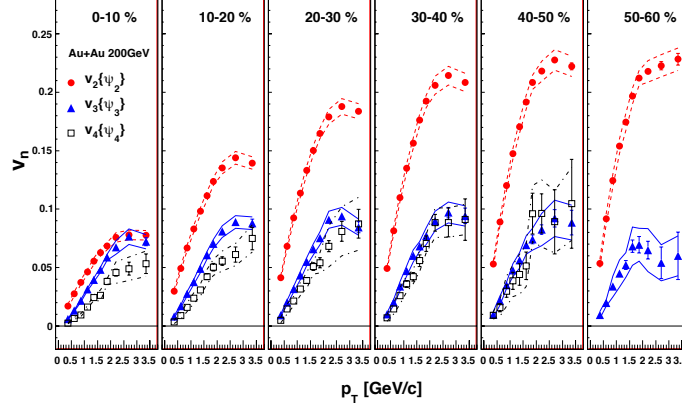 0-10 % 10-20 % 20-30 % 30-40 % 40-50 % 50-60 %
0.25
Au+Au 200GeV
v2{ψ2}
0.2
v3{ψ3}
v4{ψ4}
0.15
vn
0.1
0.05
0
0 0.5 1 1.5 2 2.5 3 3.5 0 0.5 1 1.5 2 2.5 3 3.5 0 0.5 1 1.5 2 2.5 3 3.5 0 0.5 1 1.5 2 2.5 3 3.5 0 0.5 1 1.5 2 2.5 3 3.5 0 0.5 1 1.5 2 2.5 3 3.5
pT [GeV/c]